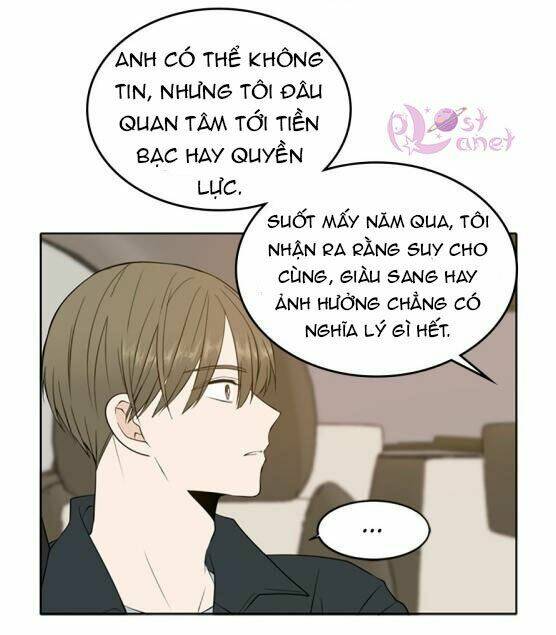 ANH CÓ THỂ KHÔNG
TIN, NHƯNG TÔI ĐÂU
QUAN TÂM TỚI TIỀN
BẠC HAY QUYỀN
LỰC.
Lost
Planet
SUỐT MẤY NĂM QUA, TÔI
NHẬN RA RẰNG SUY CHO
CÙNG, GIÀU SANG HAY
ẢNH HƯỞNG CHẲNG CÓ
NGHĨA LÝ GÌ HẾT.
...